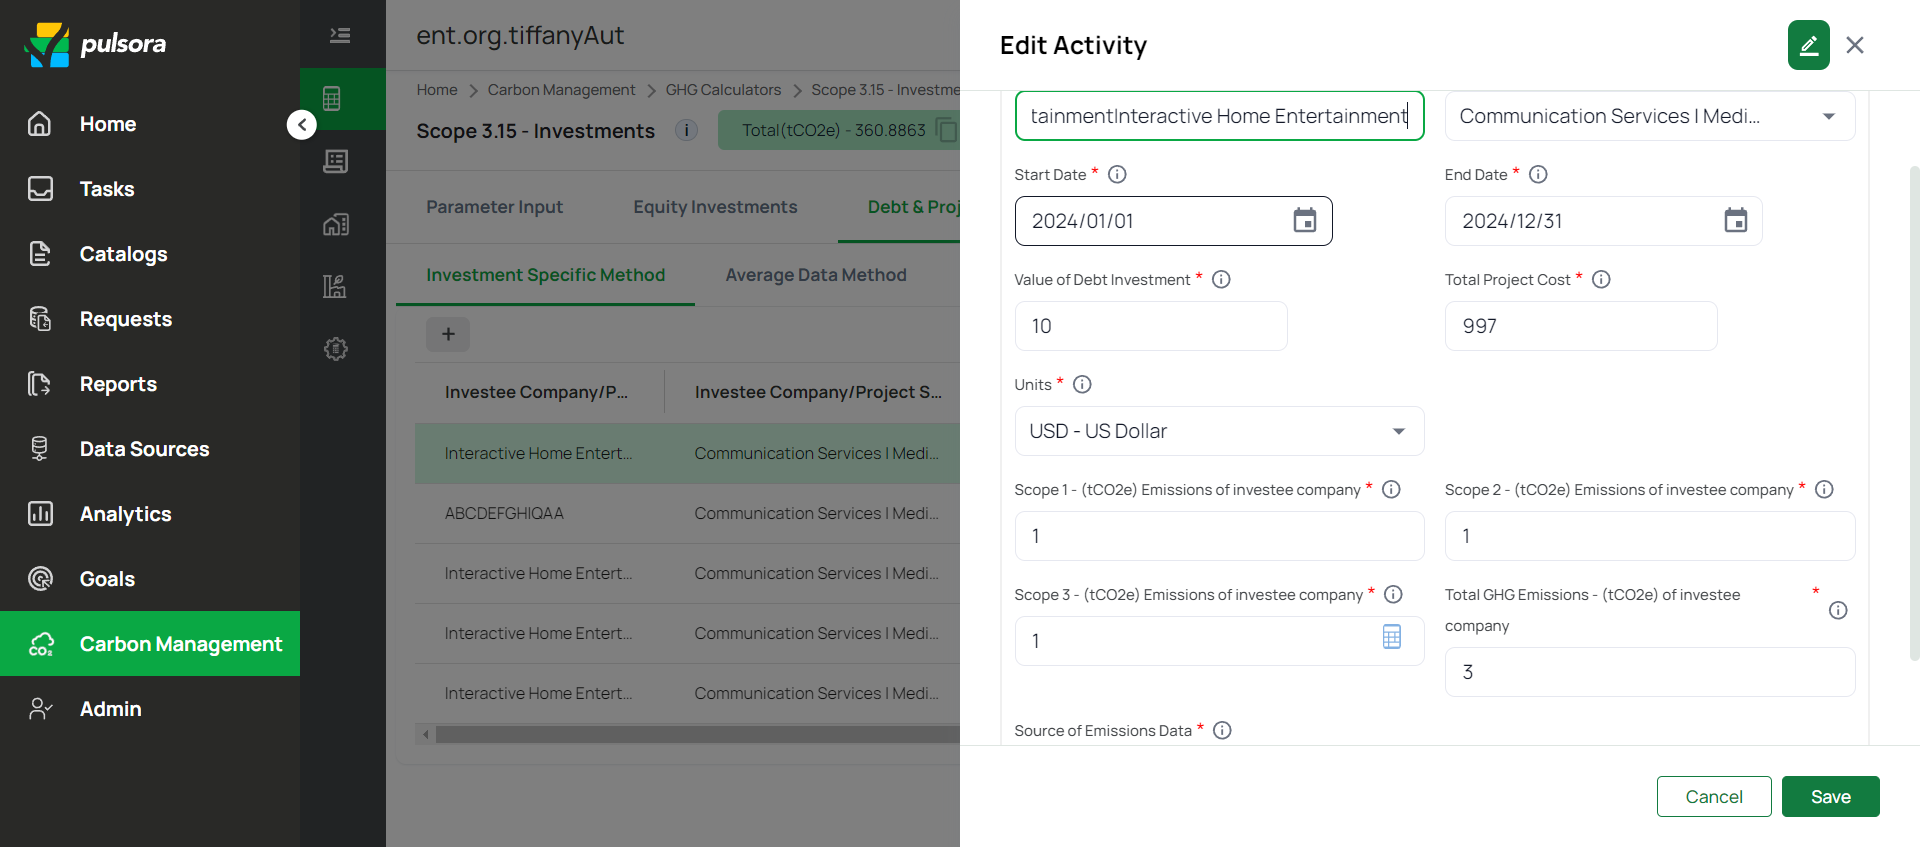 pulsora
Home
Tasks
Catalogs
Requests
Reports
Data Sources
Analytics
Goals
Carbon Management
Admin
ent.org.tiffanyAut
Home > Carbon Management > GHG Calculators > Scope 3.15 - Investme
Scope 3.15 - Investments i Total(tCO2e) - 360.8863
Parameter Input Equity Investments Debt & Proj
Investment Specific Method Average Data Method
+
Investee Company/P... Investee Company/Project S...
Interactive Home Entert... Communication Services | Medi...
ABCDEFGHIQAA Communication Services | Medi...
Interactive Home Entert... Communication Services | Medi...
Interactive Home Entert... Communication Services | Medi...
Interactive Home Entert... Communication Services | Medi...
Edit Activity
tainmentInteractive Home Entertainment Communication Services | Medi...
Start Date * End Date *
2024/01/01 2024/12/31
Value of Debt Investment * Total Project Cost *
10 997
Units *
USD - US Dollar
Scope 1 - (tCO2e) Emissions of investee company * Scope 2 - (tCO2e) Emissions of investee company *
1 1
Scope 3 - (tCO2e) Emissions of investee company * Total GHG Emissions - (tCO2e) of investee *
company
1
3
Source of Emissions Data *
Cancel Save